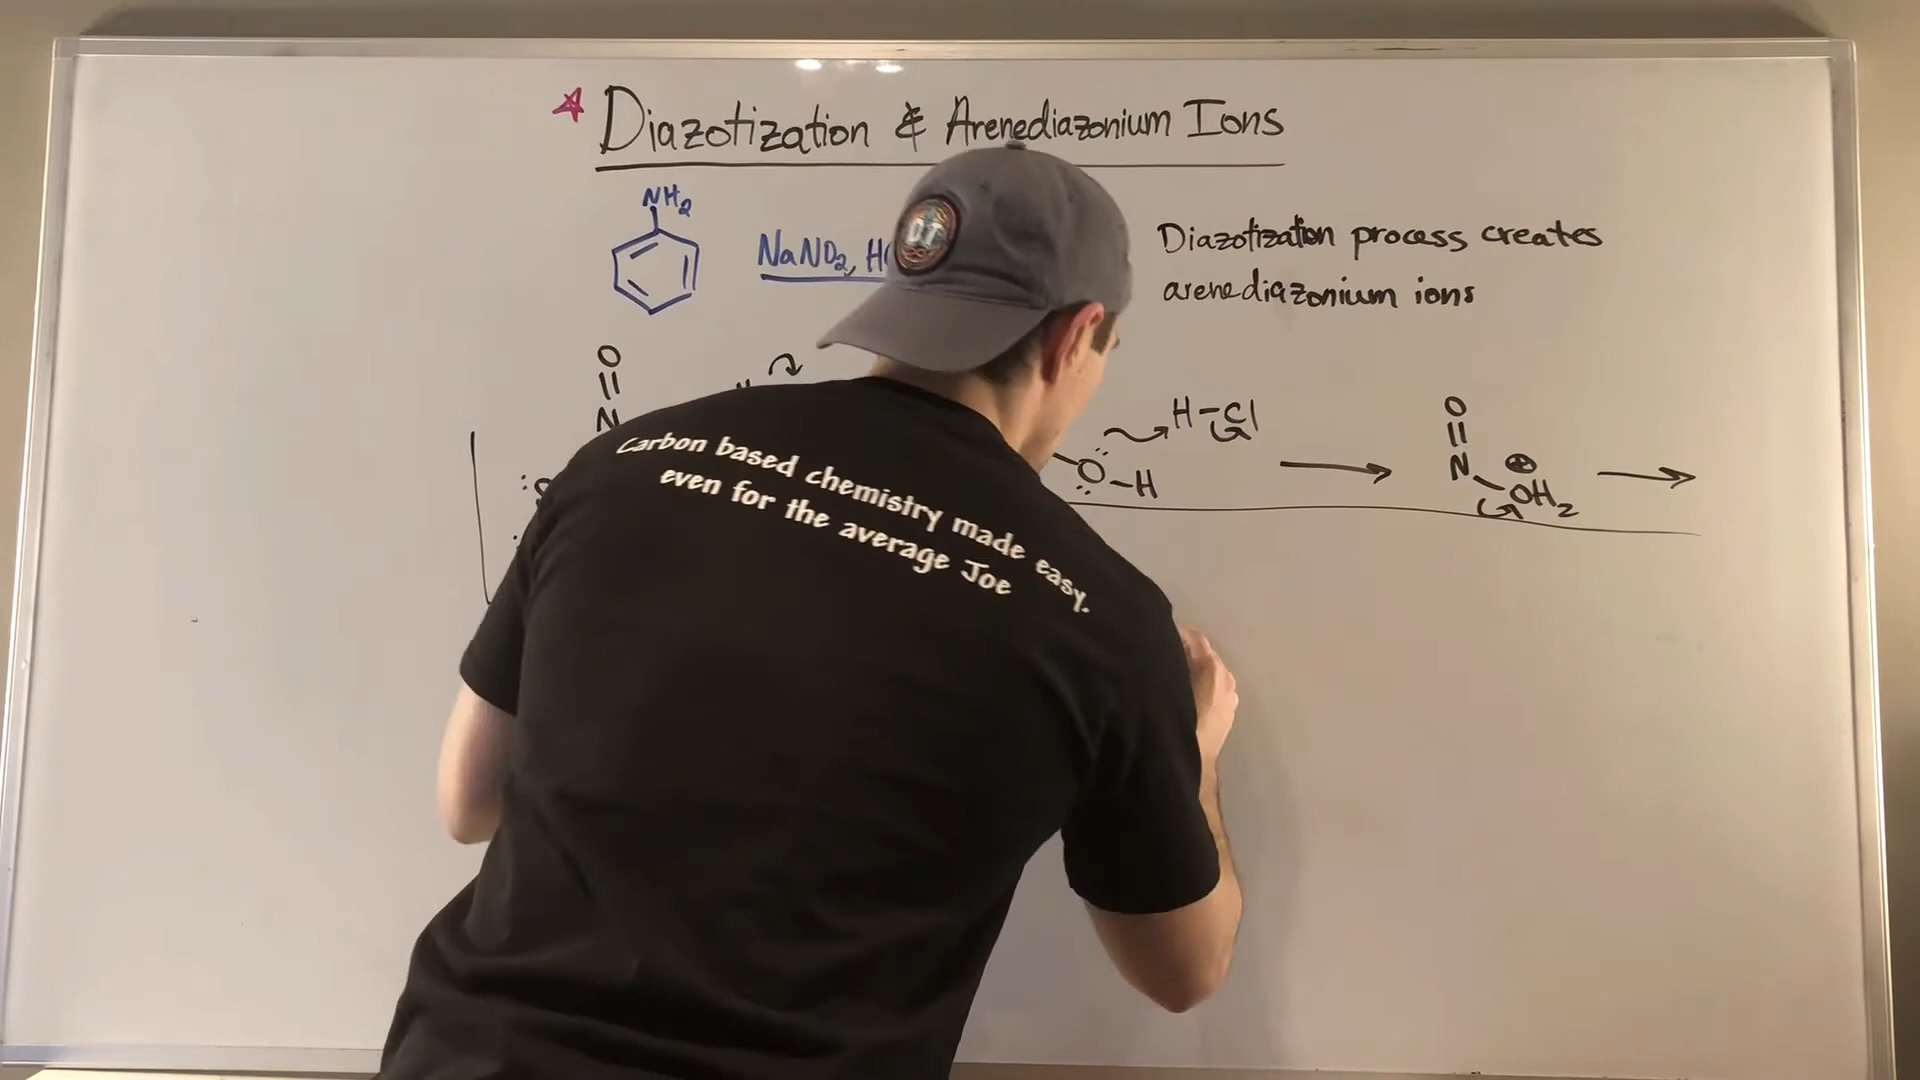 Diazotization & Arenediazonium Ions
NH₂
NaNO₂, H
Diazotization process creates
arenediazonium ions
O
N
O
H-Cl
O-H
N
⊕
OH₂
Carbon based chemistry made easy.
even for the average Joe